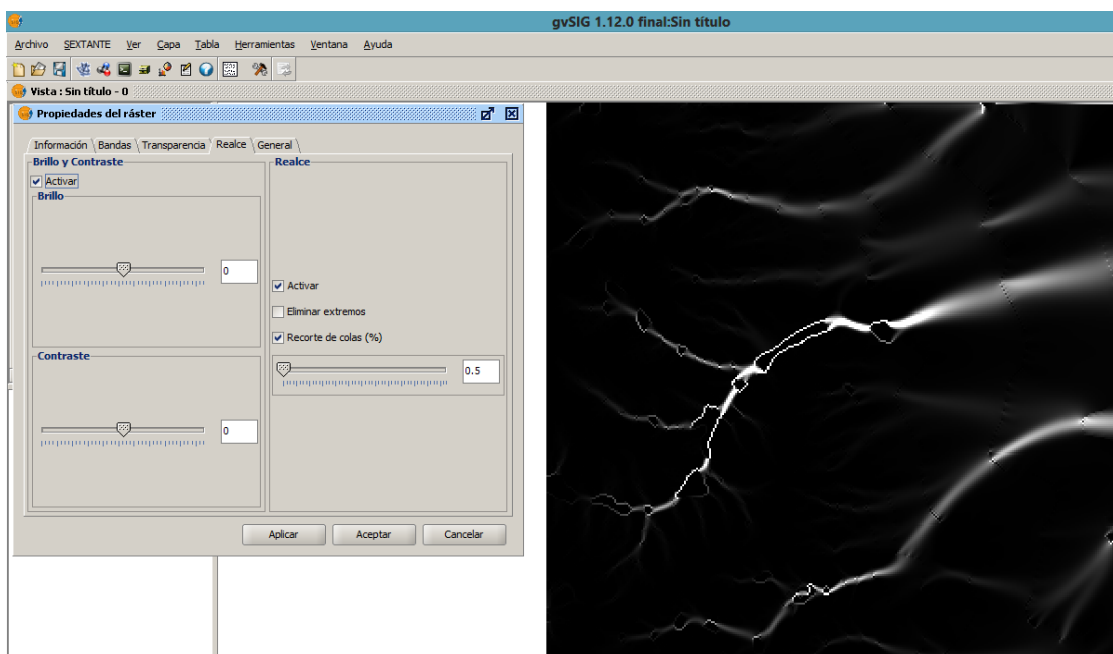 gvSIG 1.12.0 final:Sin título
Archivo SEXTANTE Ver Capa Tabla Herramientas Ventana Ayuda
Vista : Sin título - 0
Propiedades del ráster
Información Bandas Transparencia Realce General
Brillo y Contraste
Activar
Brillo
0
Contraste
0
Realce
Activar
Eliminar extremos
Recorte de colas (%)
0.5
Aplicar Aceptar Cancelar